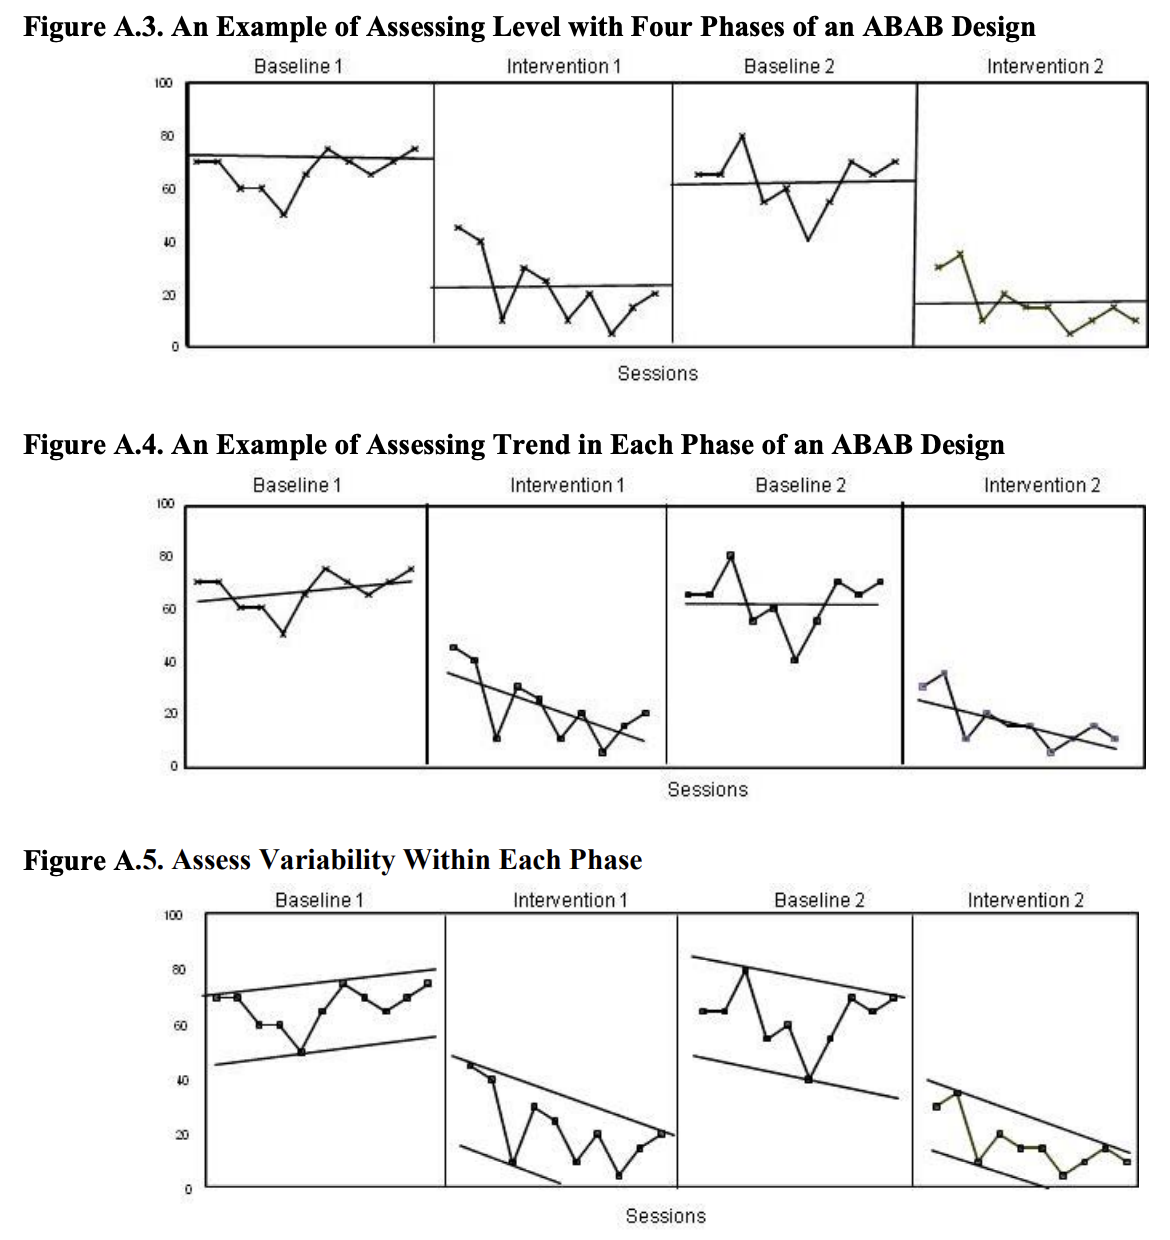 Figure A.3. An Example of Assessing Level with Four Phases of an ABAB Design
Baseline 1 Intervention 1 Baseline 2 Intervention 2
100
80
60
40
20
0
Sessions
Figure A.4. An Example of Assessing Trend in Each Phase of an ABAB Design
Baseline 1 Intervention 1 Baseline 2 Intervention 2
100
80
60
40
20
0
Sessions
Figure A.5. Assess Variability Within Each Phase
Baseline 1 Intervention 1 Baseline 2 Intervention 2
100
80
60
40
20
0
Sessions